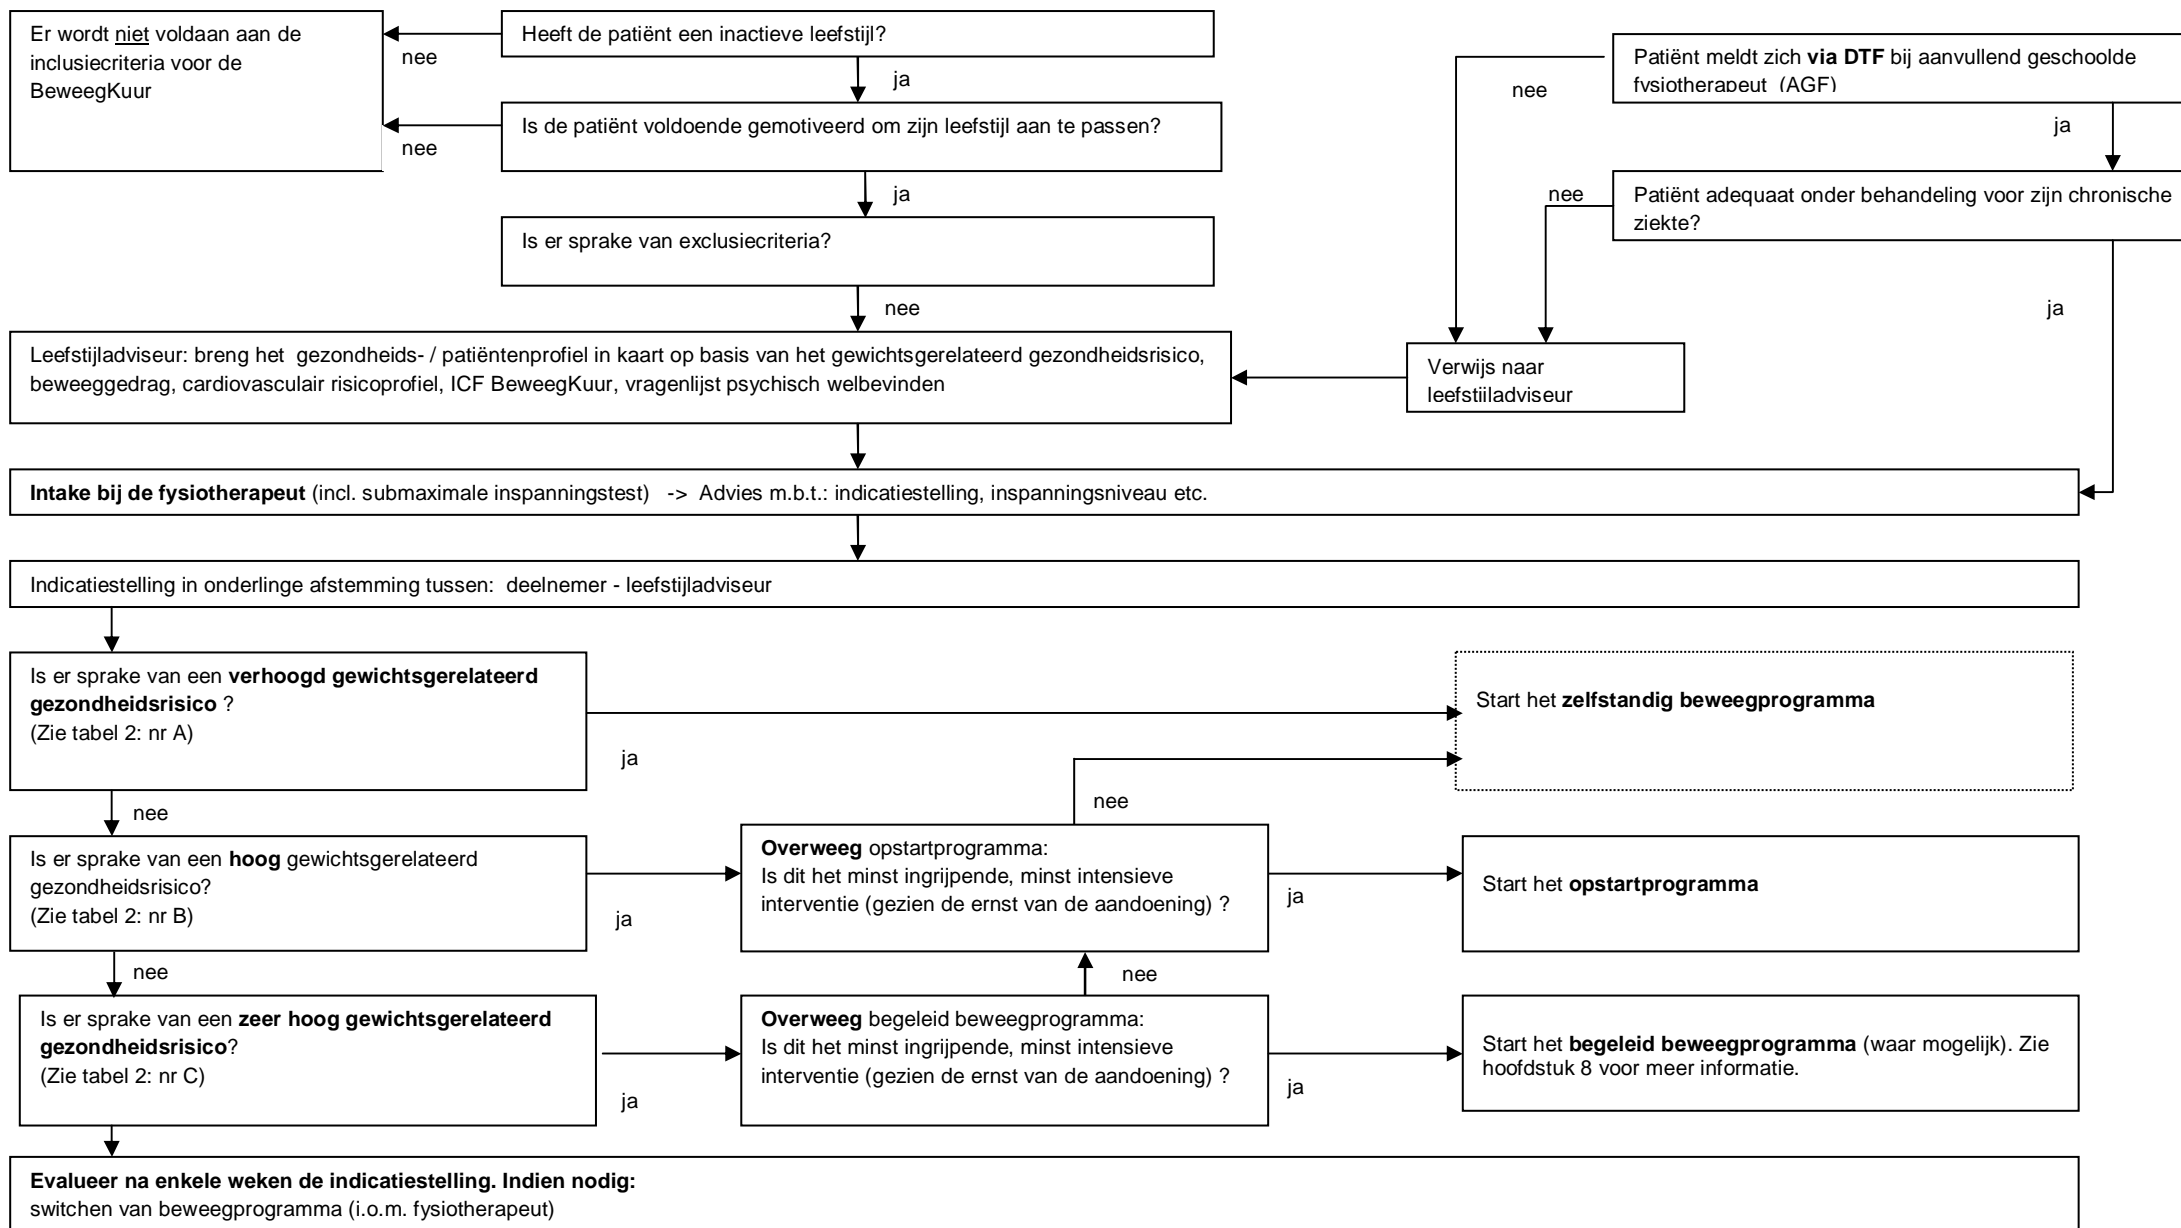 Er wordt niet voldaan aan de
inclusiecriteria voor de
BeweegKuur
nee
Heeft de patiënt een inactieve leefstijl?
ja
nee
Is de patiënt voldoende gemotiveerd om zijn leefstijl aan te passen?
ja
Is er sprake van exclusiecriteria?
nee
Patiënt meldt zich via DTF bij aanvullend geschoolde
fysiotherapeut (AGF)
nee
ja
Patiënt adequaat onder behandeling voor zijn chronische
ziekte?
nee
ja
Leefstijladviseur: breng het gezondheids- / patiëntenprofiel in kaart op basis van het gewichtsgerelateerd gezondheidsrisico,
beweeggedrag, cardiovasculair risicoprofiel, ICF BeweegKuur, vragenlijst psychisch welbevinden
Verwijs naar
leefstijladviseur
Intake bij de fysiotherapeut (incl. submaximale inspanningstest) -> Advies m.b.t.: indicatiestelling, inspanningsniveau etc.
Indicatiestelling in onderlinge afstemming tussen: deelnemer - leefstijladviseur
Is er sprake van een verhoogd gewichtsgerelateerd
gezondheidsrisico ?
(Zie tabel 2: nr A)
ja
Start het zelfstandig beweegprogramma
nee
nee
Is er sprake van een hoog gewichtsgerelateerd
gezondheidsrisico?
(Zie tabel 2: nr B)
ja
Overweeg opstartprogramma:
Is dit het minst ingrijpende, minst intensieve
interventie (gezien de ernst van de aandoening) ?
ja
Start het opstartprogramma
nee
nee
Is er sprake van een zeer hoog gewichtsgerelateerd
gezondheidsrisico?
(Zie tabel 2: nr C)
ja
Overweeg begeleid beweegprogramma:
Is dit het minst ingrijpende, minst intensieve
interventie (gezien de ernst van de aandoening) ?
ja
Start het begeleid beweegprogramma (waar mogelijk). Zie
hoofdstuk 8 voor meer informatie.
Evalueer na enkele weken de indicatiestelling. Indien nodig:
switchen van beweegprogramma (i.o.m. fysiotherapeut)